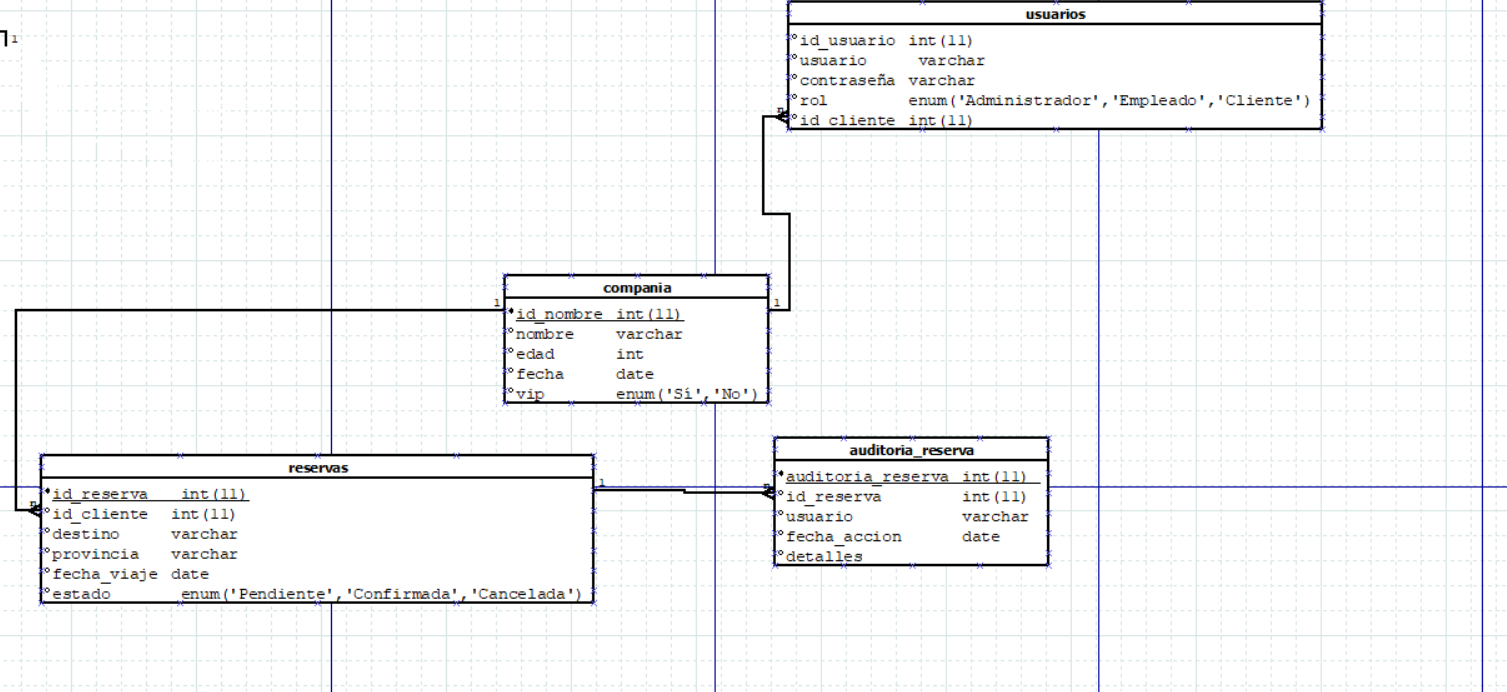 1
usuarios
id_usuario int(11)
usuario varchar
contraseña varchar
rol enum('Administrador','Empleado','Cliente')
n
id_cliente int(11)
compania
1
1
id_nombre int(11)
nombre varchar
edad int
fecha date
vip enum('Sí','No')
reservas
1
id_reserva int(11)
n
id_cliente int(11)
destino varchar
provincia varchar
fecha_viaje date
estado enum('Pendiente','Confirmada','Cancelada')
auditoria_reserva
auditoria_reserva int(11)
n
id_reserva int(11)
usuario varchar
fecha_accion date
detalles